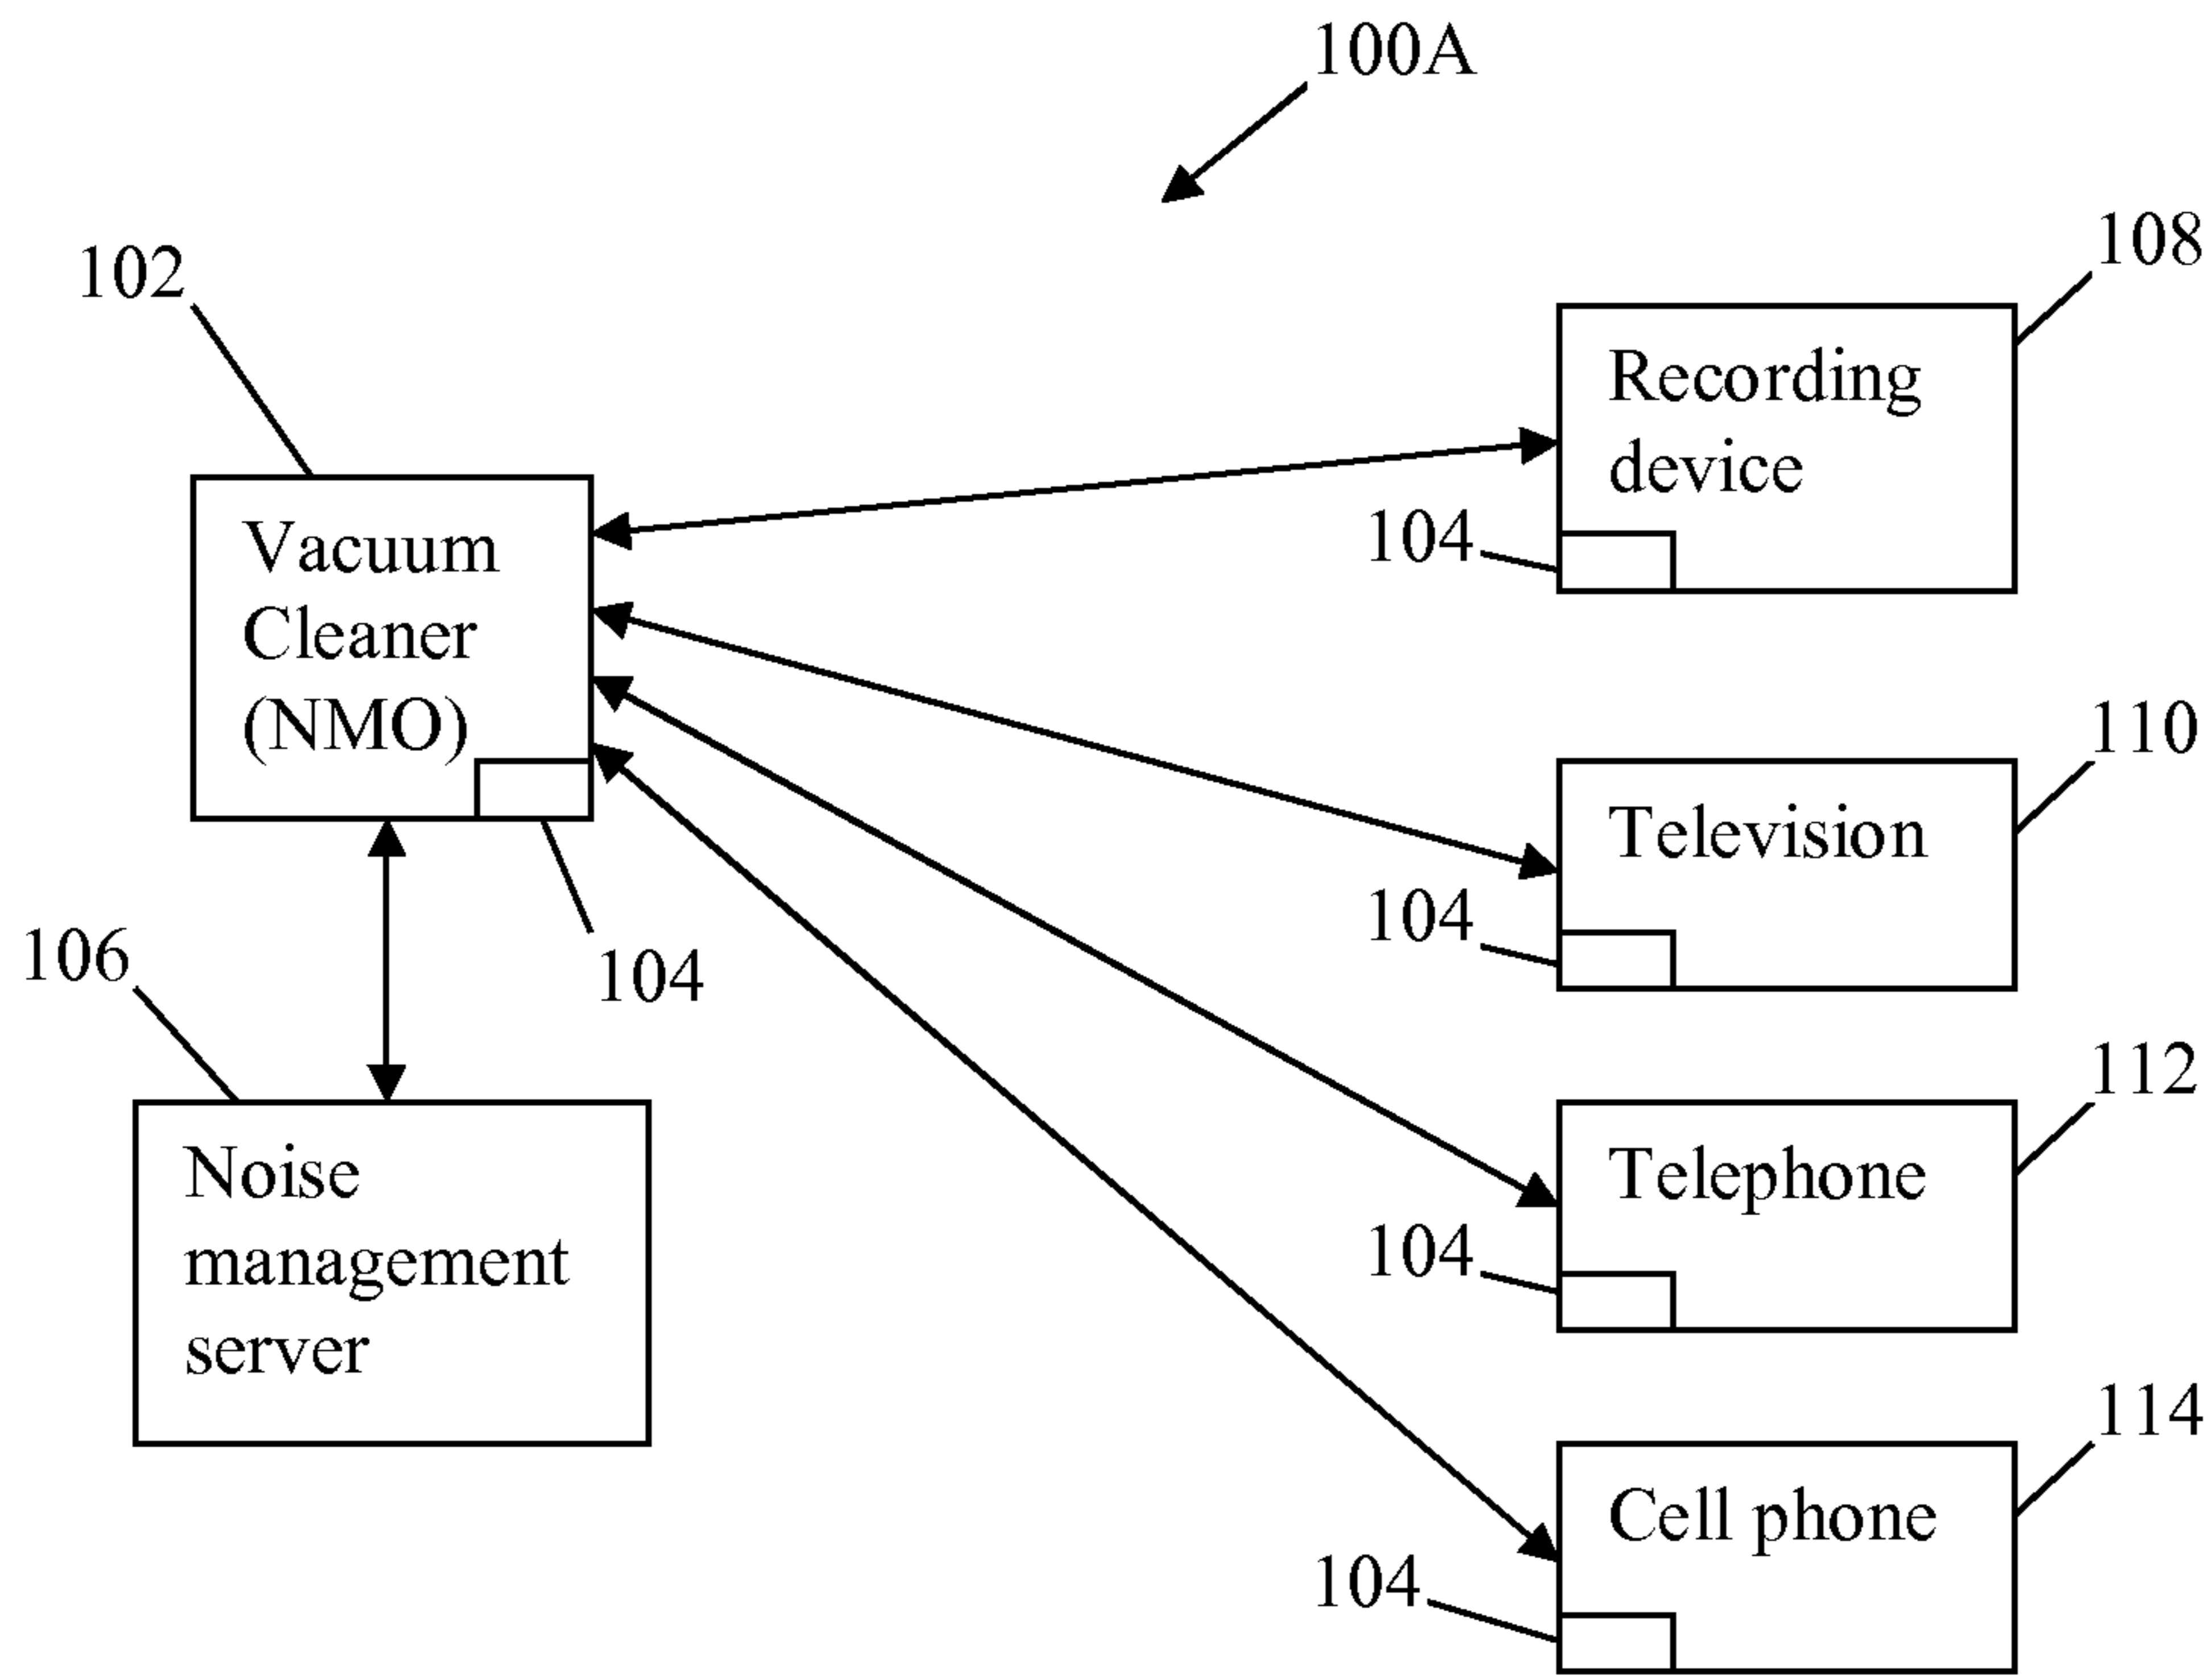 100A
102
Vacuum
Cleaner
(NMO)
104
106
Noise
management
server
108
Recording
device
104
110
Television
104
112
Telephone
104
114
Cell phone
104